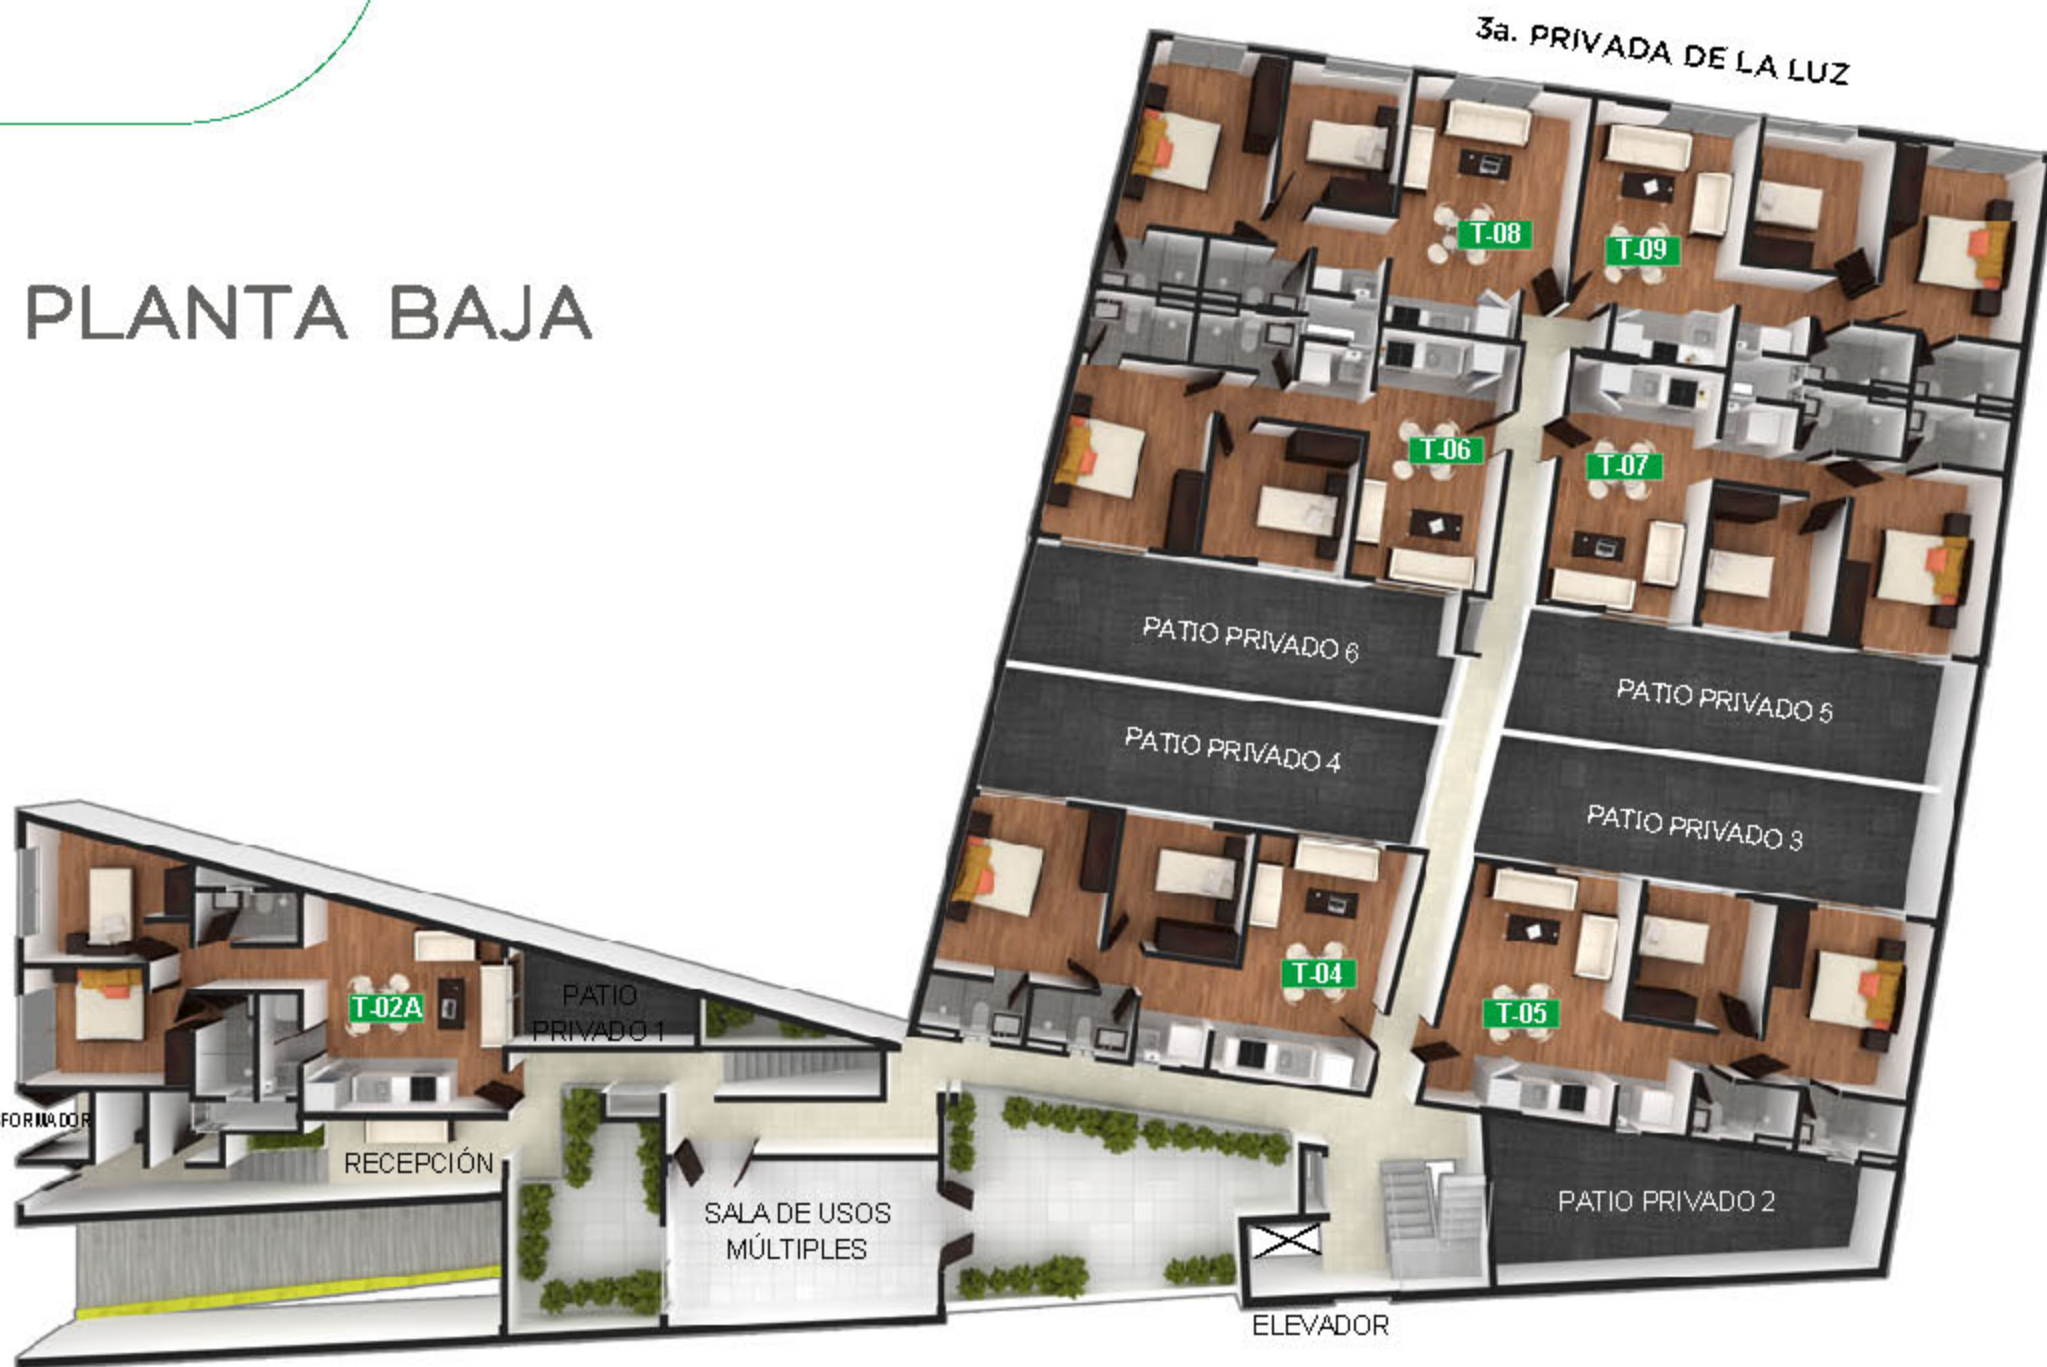 3a. PRIVADA DE LA LUZ
T-08
T-09
PLANTA BAJA
T-06
T-07
PATIO PRIVADO 6
PATIO PRIVADO 5
PATIO PRIVADO 4
PATIO PRIVADO 3
T-04
T-02A
PATIO
PRIVADO 1
T-05
FORMADOR
RECEPCIÓN
PATIO PRIVADO 2
SALA DE USOS
MÚLTIPLES
ELEVADOR